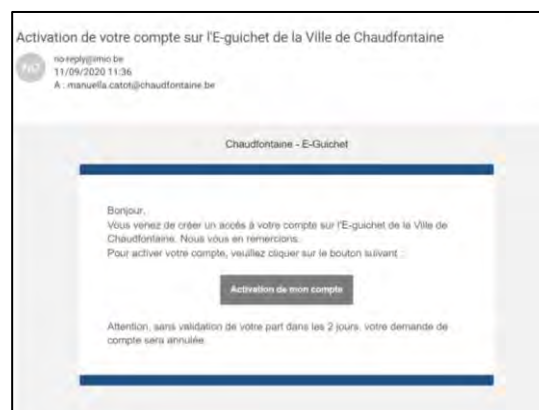 Activation de votre compte sur l'E-guichet de la Ville de Chaudfontaine
NO
no-reply@imio.be
11/09/2020 11:36
A : manuella.catot@chaudfontaine.be
Chaudfontaine - E-Guichet
Bonjour,
Vous venez de créer un accès à votre compte sur l'E-guichet de la Ville de
Chaudfontaine. Nous vous en remercions.
Pour activer votre compte, veuillez cliquer sur le bouton suivant :
Activation de mon compte
Attention, sans validation de votre part dans les 2 jours, votre demande de
compte sera annulée.